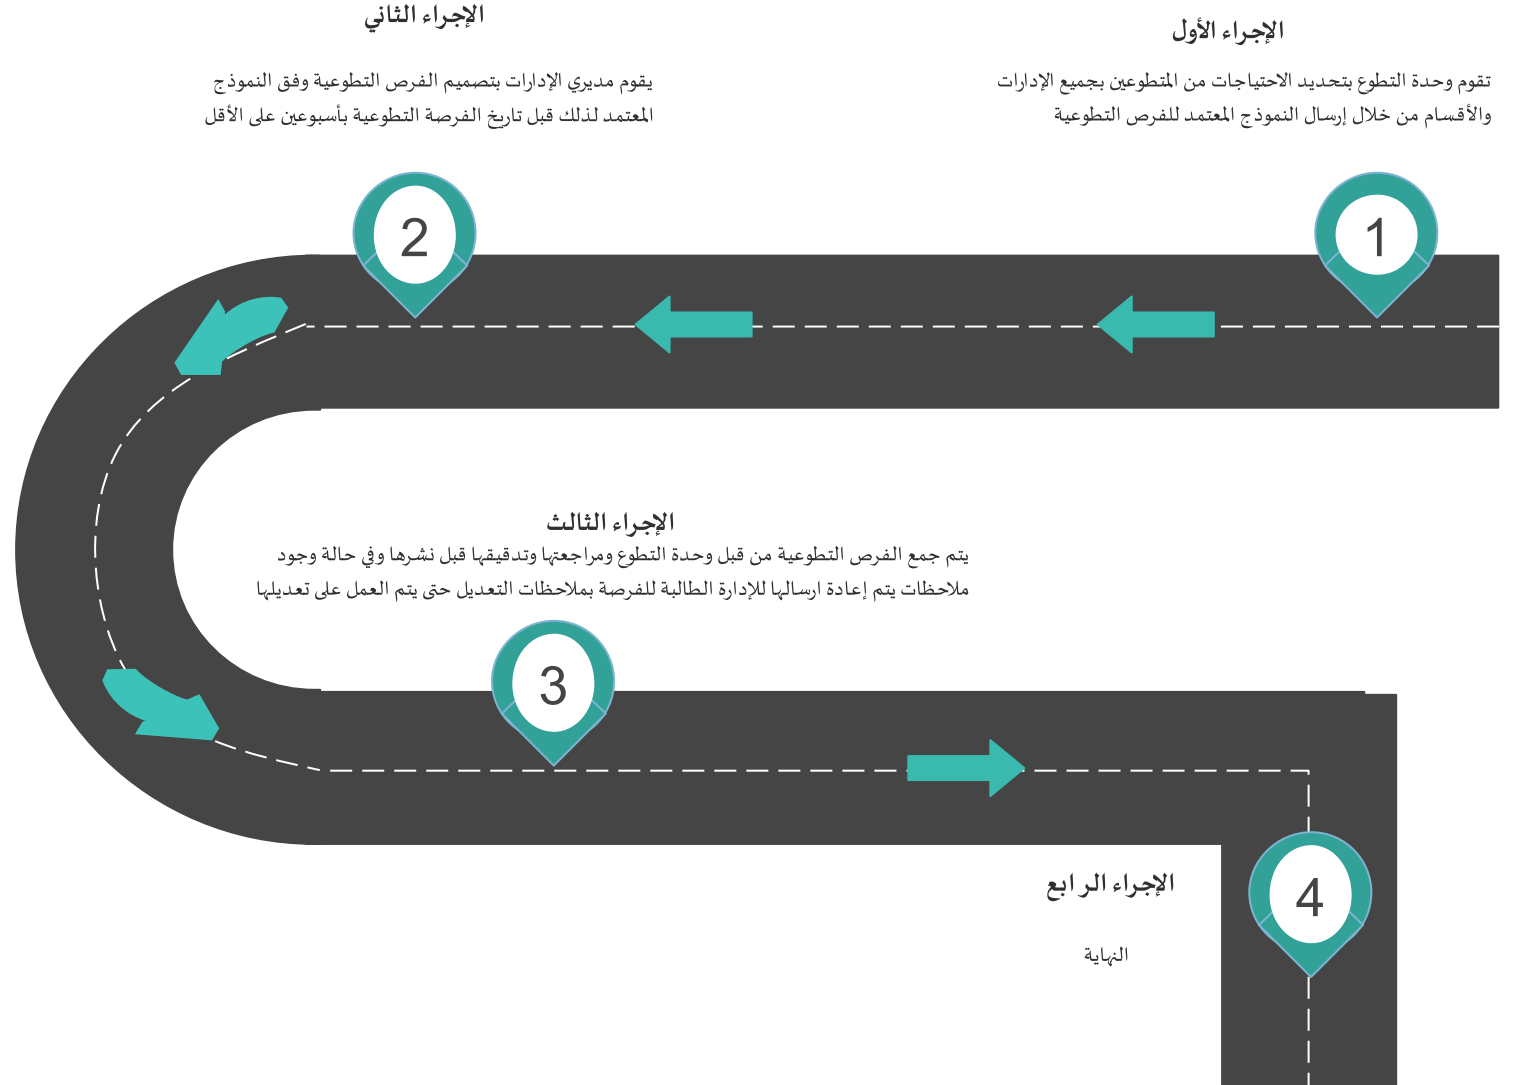 الإجراء الأول
تقوم وحدة التطوع بتحديد الاحتياجات من المتطوعين بجميع الإدارات
والأقسام من خلال إرسال النموذج المعتمد للفرص التطوعية
1
الإجراء الثاني
يقوم مديري الإدارات بتصميم الفرص التطوعية وفق النموذج
المعتمد لذلك قبل تاريخ الفرصة التطوعية بأسبوعين على الأقل
2
الإجراء الثالث
يتم جمع الفرص التطوعية من قبل وحدة التطوع ومراجعتها وتدقيقها قبل نشرها وفي حالة وجود
ملاحظات يتم إعادة ارسالها للإدارة الطالبة للفرصة بملاحظات التعديل حتى يتم العمل على تعديلها
3
الإجراء الرابع
النهاية
4